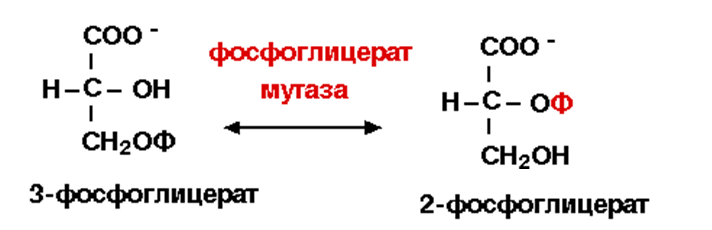 COO -
H – C – OH
CH2OФ
3-фосфоглицерат
фосфоглицерат
мутаза
COO -
H – C – OФ
CH2OH
2-фосфоглицерат